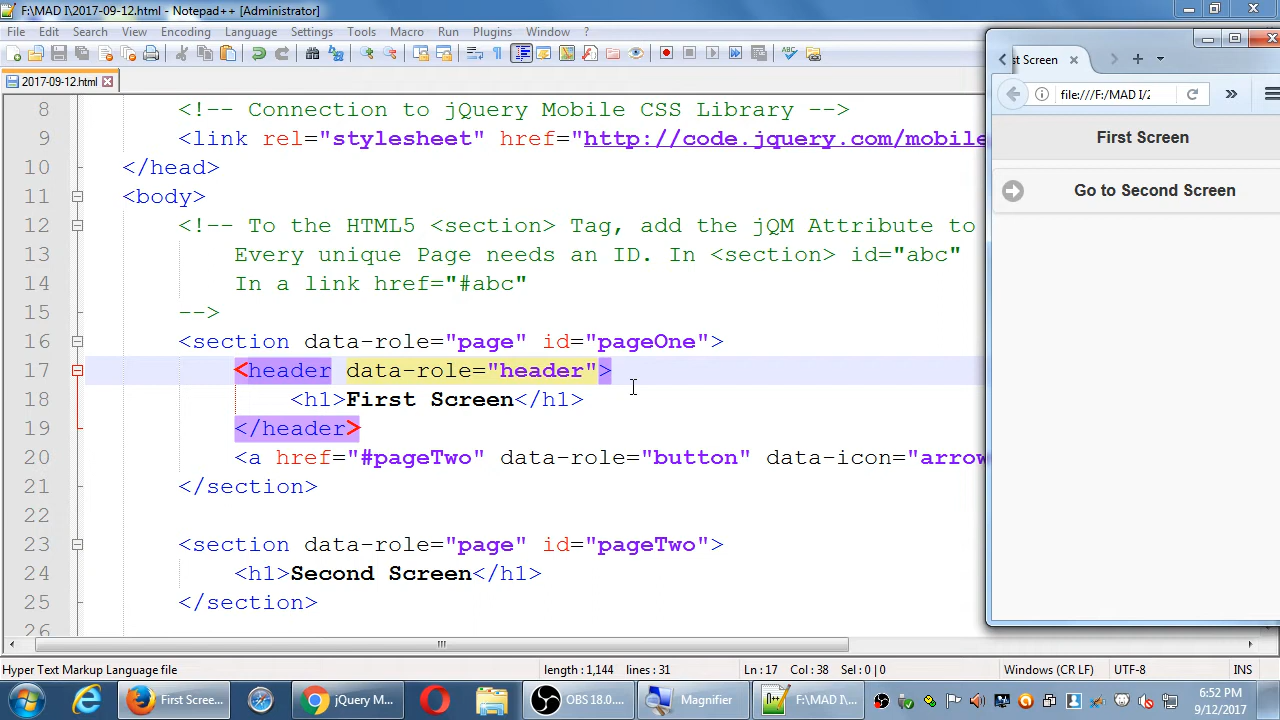 F:\MAD I\2017-09-12.html - Notepad++ [Administrator]
File Edit Search View Encoding Language Settings Tools Macro Run Plugins Window ?
2017-09-12.html
8 <!-- Connection to jQuery Mobile CSS Library -->
9 <link rel="stylesheet" href="http://code.jquery.com/mobile
10 </head>
11 <body>
12 <!-- To the HTML5 <section> Tag, add the jQM Attribute to
13 Every unique Page needs an ID. In <section> id="abc"
14 In a link href="#abc"
15 -->
16 <section data-role="page" id="pageOne">
17 <header data-role="header">
18 <h1>First Screen</h1>
19 </header>
20 <a href="#pageTwo" data-role="button" data-icon="arrow
21 </section>
22
23 <section data-role="page" id="pageTwo">
24 <h1>Second Screen</h1>
25 </section>
26
st Screen
file:///F:/MAD I/2
First Screen
Go to Second Screen
Hyper Text Markup Language file length : 1,144 lines : 31 Ln : 17 Col : 38 Sel : 0 | 0 Windows (CR LF) UTF-8 INS
First Scree... jQuery M... OBS 18.0.... Magnifier F:\MAD I\...
6:52 PM
9/12/2017